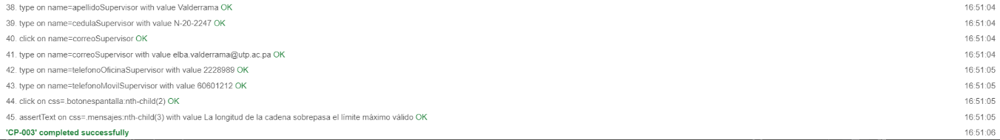 38. type on name=apellidoSupervisor with value Valderrama OK 16:51:04
39. type on name=cedulaSupervisor with value N-20-2247 OK 16:51:04
40. click on name=correoSupervisor OK 16:51:04
41. type on name=correoSupervisor with value elba.valderrama@utp.ac.pa OK 16:51:04
42. type on name=telefonoOficinaSupervisor with value 2228989 OK 16:51:05
43. type on name=telefonoMovilSupervisor with value 60601212 OK 16:51:05
44. click on css=.botonespantalla:nth-child(2) OK 16:51:05
45. assertText on css=.mensajes:nth-child(3) with value La longitud de la cadena sobrepasa el límite máximo válido OK 16:51:05
'CP-003' completed successfully 16:51:06